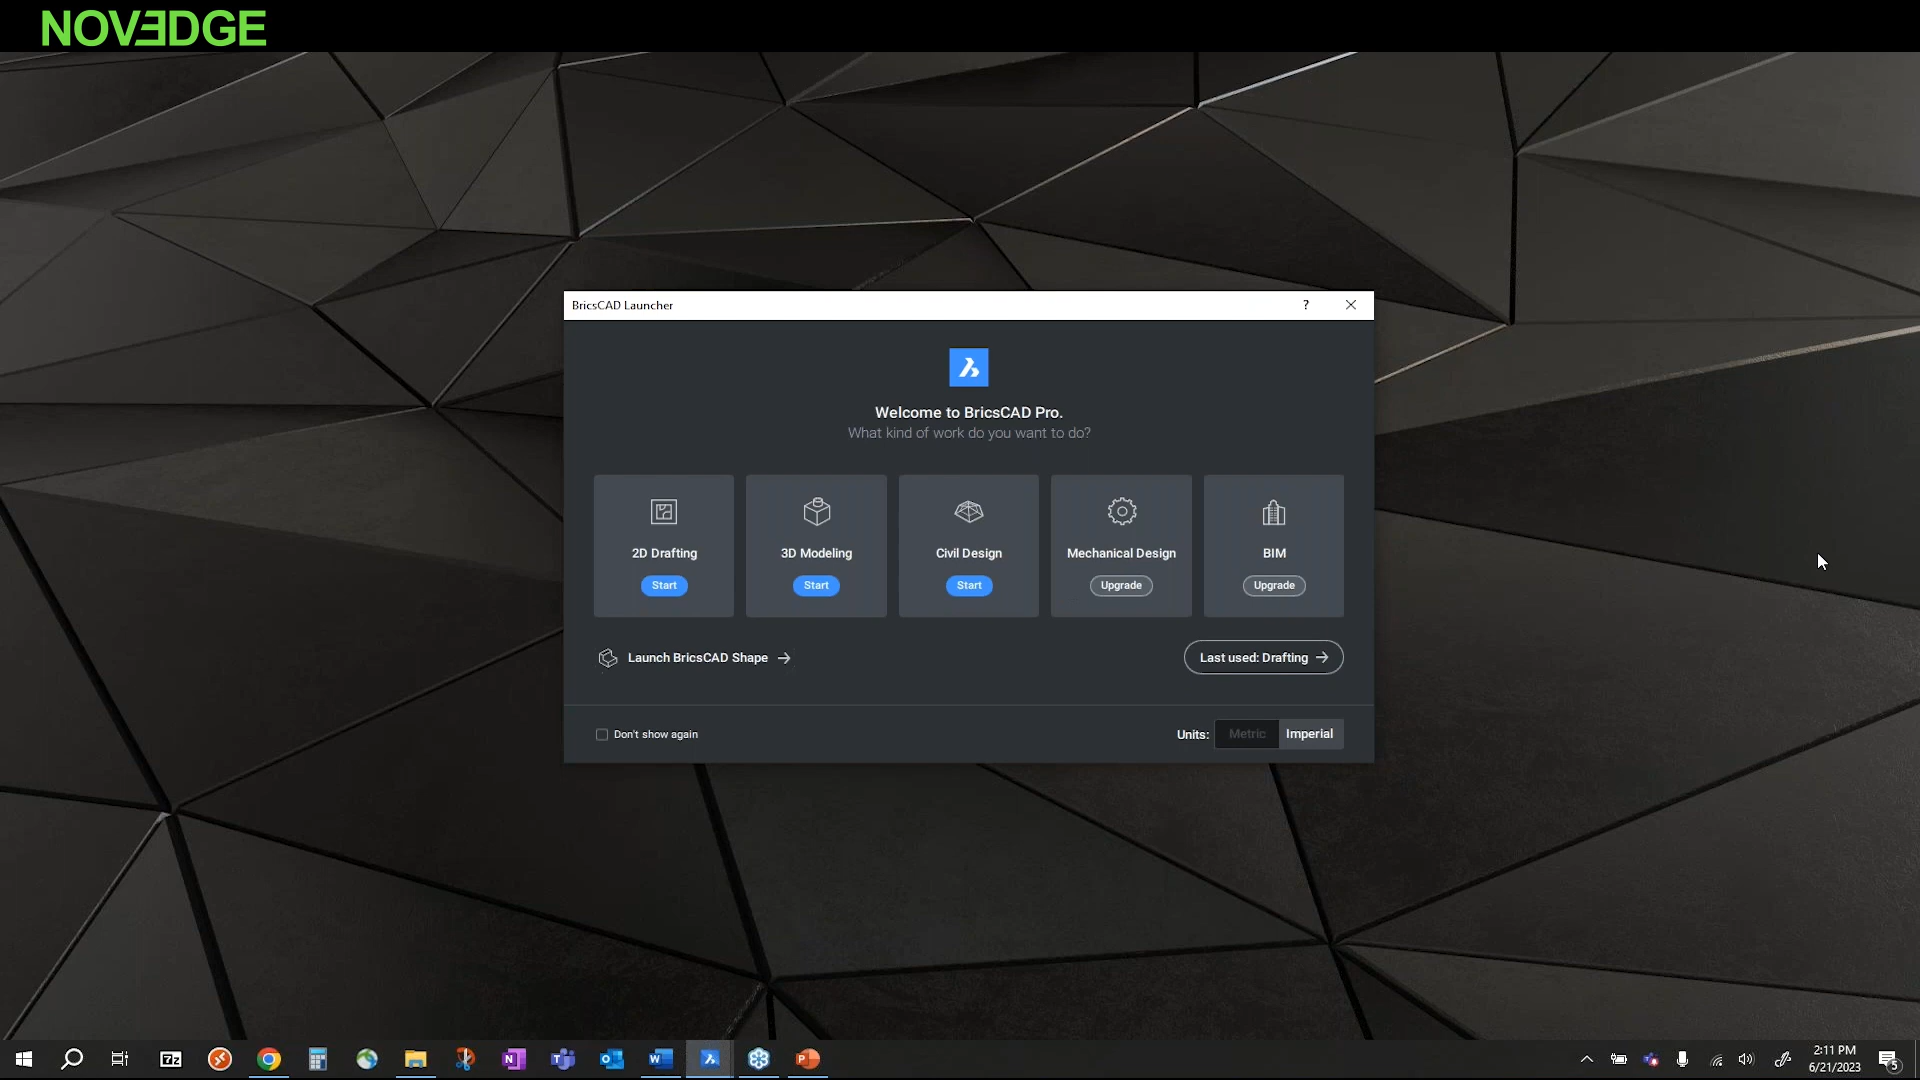 NOVEDGE
BricsCAD Launcher
?
Welcome to BricsCAD Pro.
What kind of work do you want to do?
2D Drafting
Start
3D Modeling
Start
Civil Design
Start
Mechanical Design
Upgrade
BIM
Upgrade
Launch BricsCAD Shape
Last used: Drafting
Don't show again
Units: Metric Imperial
7z
2:11 PM
6/21/2023
5